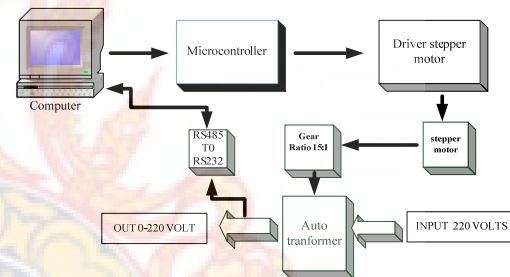 Computer
Microcontroller
Driver stepper
motor
RS485
T0
RS232
Gear
Ratio 15:1
stepper
motor
OUT 0-220 VOLT
Auto
tranformer
INPUT 220 VOLTS